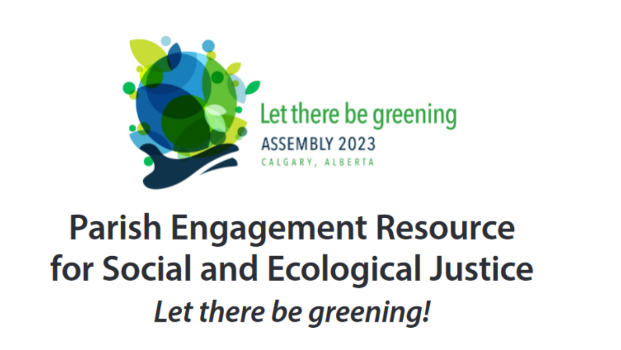 Let there be greening
ASSEMBLY 2023
CALGARY, ALBERTA
Parish Engagement Resource
for Social and Ecological Justice
Let there be greening!